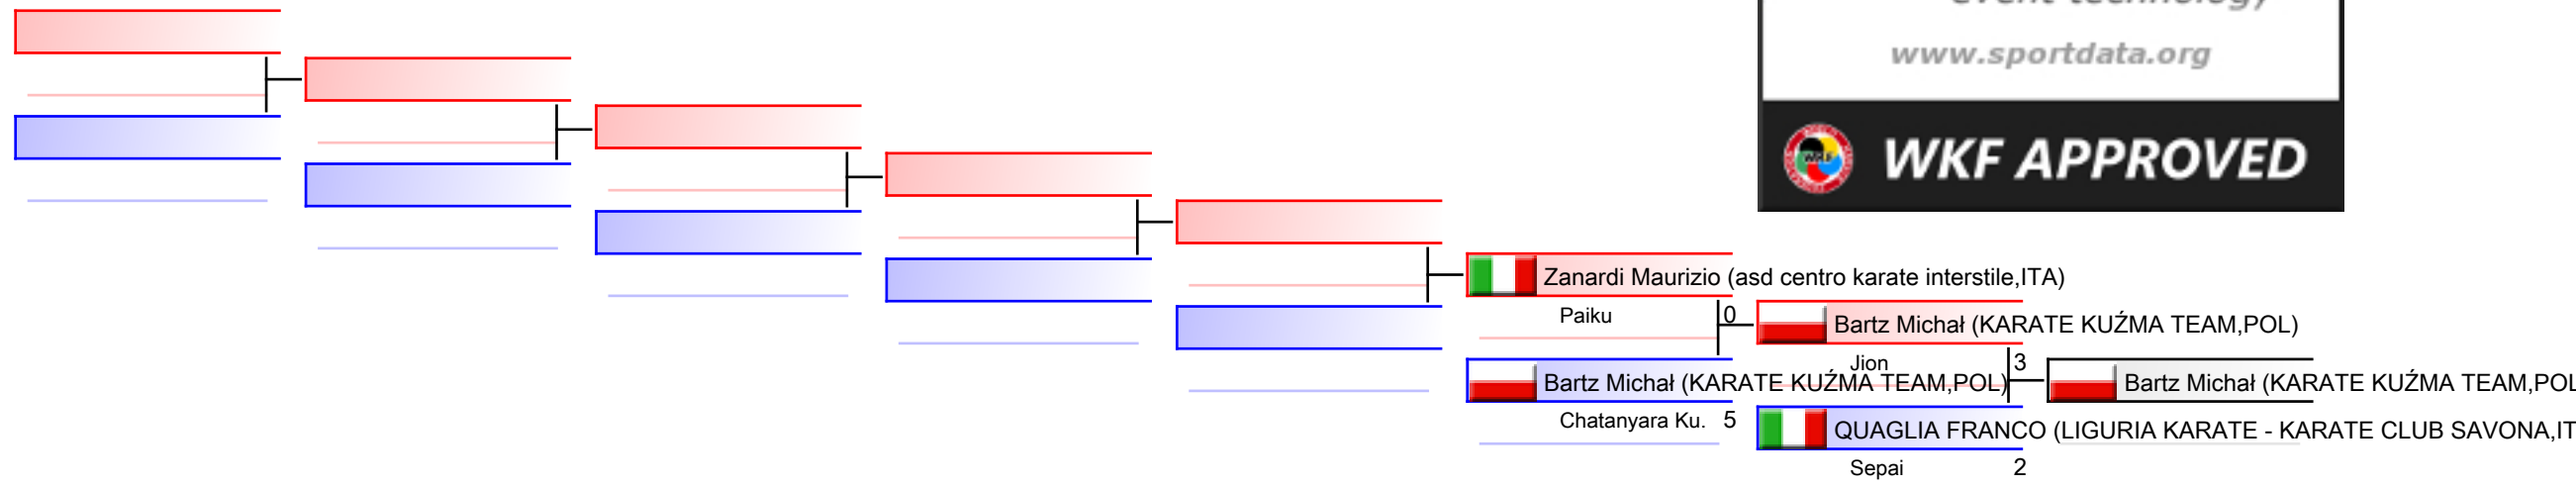 event technology
www.sportdata.org
WKF APPROVED
Zanardi Maurizio (asd centro karate interstile,ITA)
Paiku 0
Bartz Michał (KARATE KUŹMA TEAM,POL)
Jion 3
Bartz Michał (KARATE KUŹMA TEAM,POL)
Bartz Michał (KARATE KUŹMA TEAM,POL
Chatanyara Ku. 5
QUAGLIA FRANCO (LIGURIA KARATE - KARATE CLUB SAVONA,IT
Sepai 2